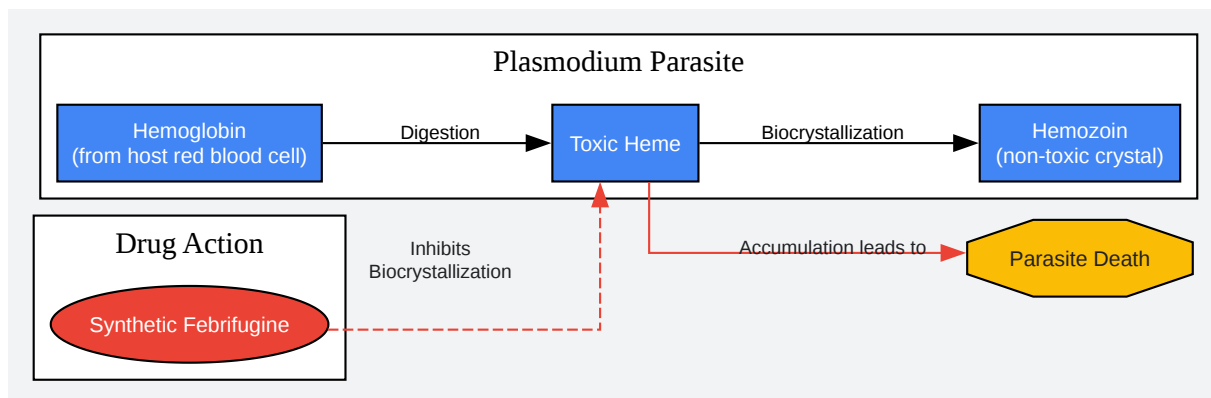 Plasmodium Parasite
Hemoglobin
(from host red blood cell)
Digestion
Toxic Heme
Biocrystallization
Hemozoin
(non-toxic crystal)
Drug Action
Synthetic Febrifugine
Inhibits
Biocrystallization
Accumulation leads to
Parasite Death